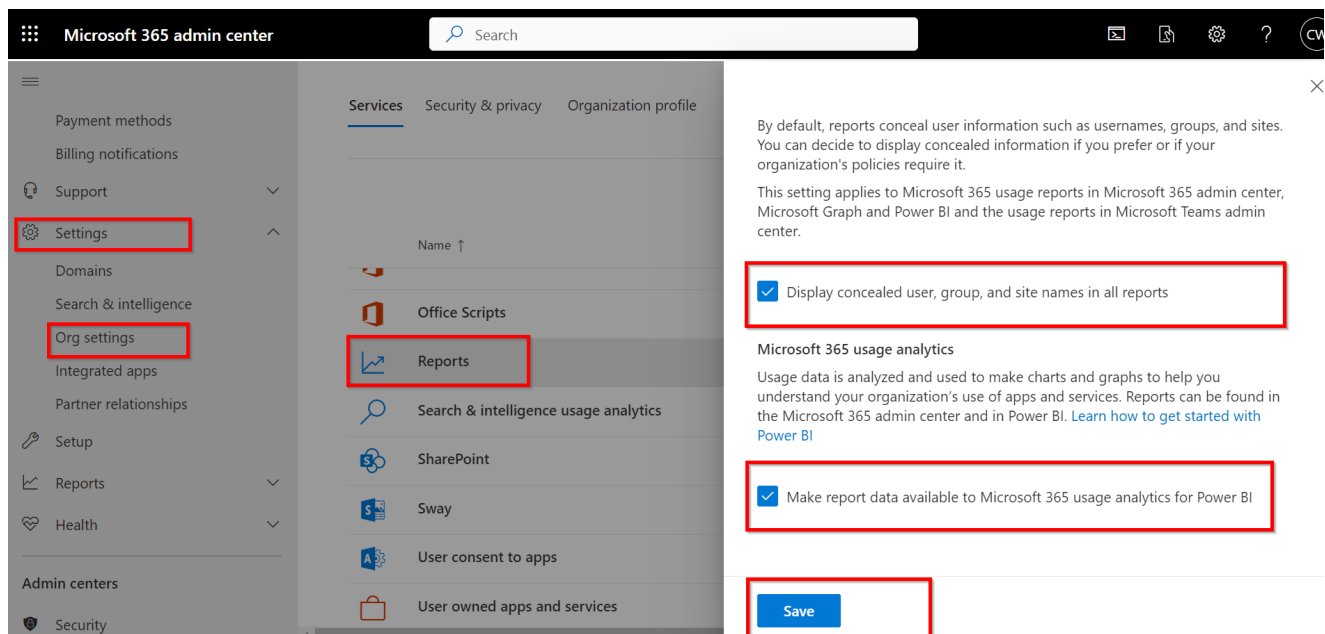 Microsoft 365 admin center
Search
CW
Payment methods
Billing notifications
Support
Settings
Domains
Search & intelligence
Org settings
Integrated apps
Partner relationships
Setup
Reports
Health
Admin centers
Security
Services
Security & privacy
Organization profile
Name ↑
Office Scripts
Reports
Search & intelligence usage analytics
SharePoint
Sway
User consent to apps
User owned apps and services
By default, reports conceal user information such as usernames, groups, and sites.
You can decide to display concealed information if you prefer or if your
organization's policies require it.
This setting applies to Microsoft 365 usage reports in Microsoft 365 admin center,
Microsoft Graph and Power BI and the usage reports in Microsoft Teams admin
center.
Display concealed user, group, and site names in all reports
Microsoft 365 usage analytics
Usage data is analyzed and used to make charts and graphs to help you
understand your organization's use of apps and services. Reports can be found in
the Microsoft 365 admin center and in Power BI. Learn how to get started with
Power BI
Make report data available to Microsoft 365 usage analytics for Power BI
Save